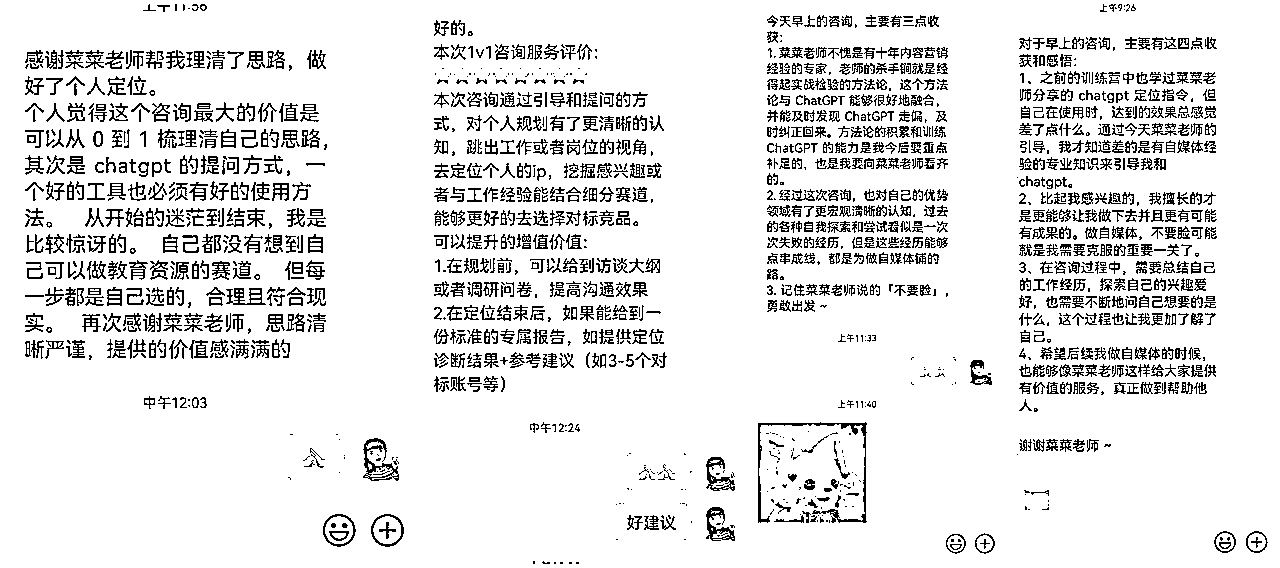 上午11:56
感谢菜菜老师帮我理清了思路，做
好了个人定位。
个人觉得这个咨询最大的价值是
可以从 0 到 1 梳理清自己的思路，
其次是 chatgpt 的提问方式，一
个好的工具也必须有好的使用方
法。 从开始的迷茫到结束，我是
比较惊讶的。 自己都没有想到自
己可以做教育资源的赛道。 但每
一步都是自己选的，合理且符合现
实。 再次感谢菜菜老师，思路清
晰严谨，提供的价值感满满的
中午12:03
好的。
本次1v1咨询服务评价:
本次咨询通过引导和提问的方
式，对个人规划有了更清晰的认
知，跳出工作或者岗位的视角，
去定位个人的ip，挖掘感兴趣或
者与工作经验能结合细分赛道，
能够更好的去选择对标竞品。
可以提升的增值价值:
1.在规划前，可以给到访谈大纲
或者调研问卷，提高沟通效果
2.在定位结束后，如果能给到一
份标准的专属报告，如提供定位
诊断结果+参考建议（如3-5个对
标账号等）
中午12:24
好建议
今天早上的咨询，主要有三点收
获:
1. 菜菜老师不愧是有十年内容营销
经验的专家，老师的杀手锏就是经
得起实战检验的方法论，这个方法
论与 ChatGPT 能够很好地融合，
并能及时发现 ChatGPT 走偏，及
时纠正回来。方法论的积累和训练
ChatGPT 的能力是我今后要重点
补足的，也是我要向菜菜老师看齐
的。
2. 经过这次咨询，也对自己的优势
领域有了更宏观清晰的认知，过去
的各种自我探索和尝试看似是一次
次失败的经历，但是这些经历能够
点串成线，都是为做自媒体铺的
路。
3. 记住菜菜老师说的「不要脸」，
勇敢出发 ~
上午11:33
上午11:40
上午9:26
对于早上的咨询，主要有这四点收
获和感悟:
1、之前的训练营中也学过菜菜老
师分享的 chatgpt 定位指令，但
自己在使用时，达到的效果总感觉
差了点什么。通过今天菜菜老师的
引导，我才知道差的是有自媒体经
验的专业知识来引导我和
chatgpt。
2、比起我感兴趣的，我擅长的才
是更能够让我做下去并且更有可能
有成果的。做自媒体，不要脸可能
就是我需要克服的重要一关了。
3、在咨询过程中，需要总结自己
的工作经历，探索自己的兴趣爱
好，也需要不断地问自己想要的是
什么，这个过程也让我更加了解了
自己。
4、希望后续我做自媒体的时候，
也能够像菜菜老师这样给大家提供
有价值的服务，真正做到帮助他
人。
谢谢菜菜老师 ~